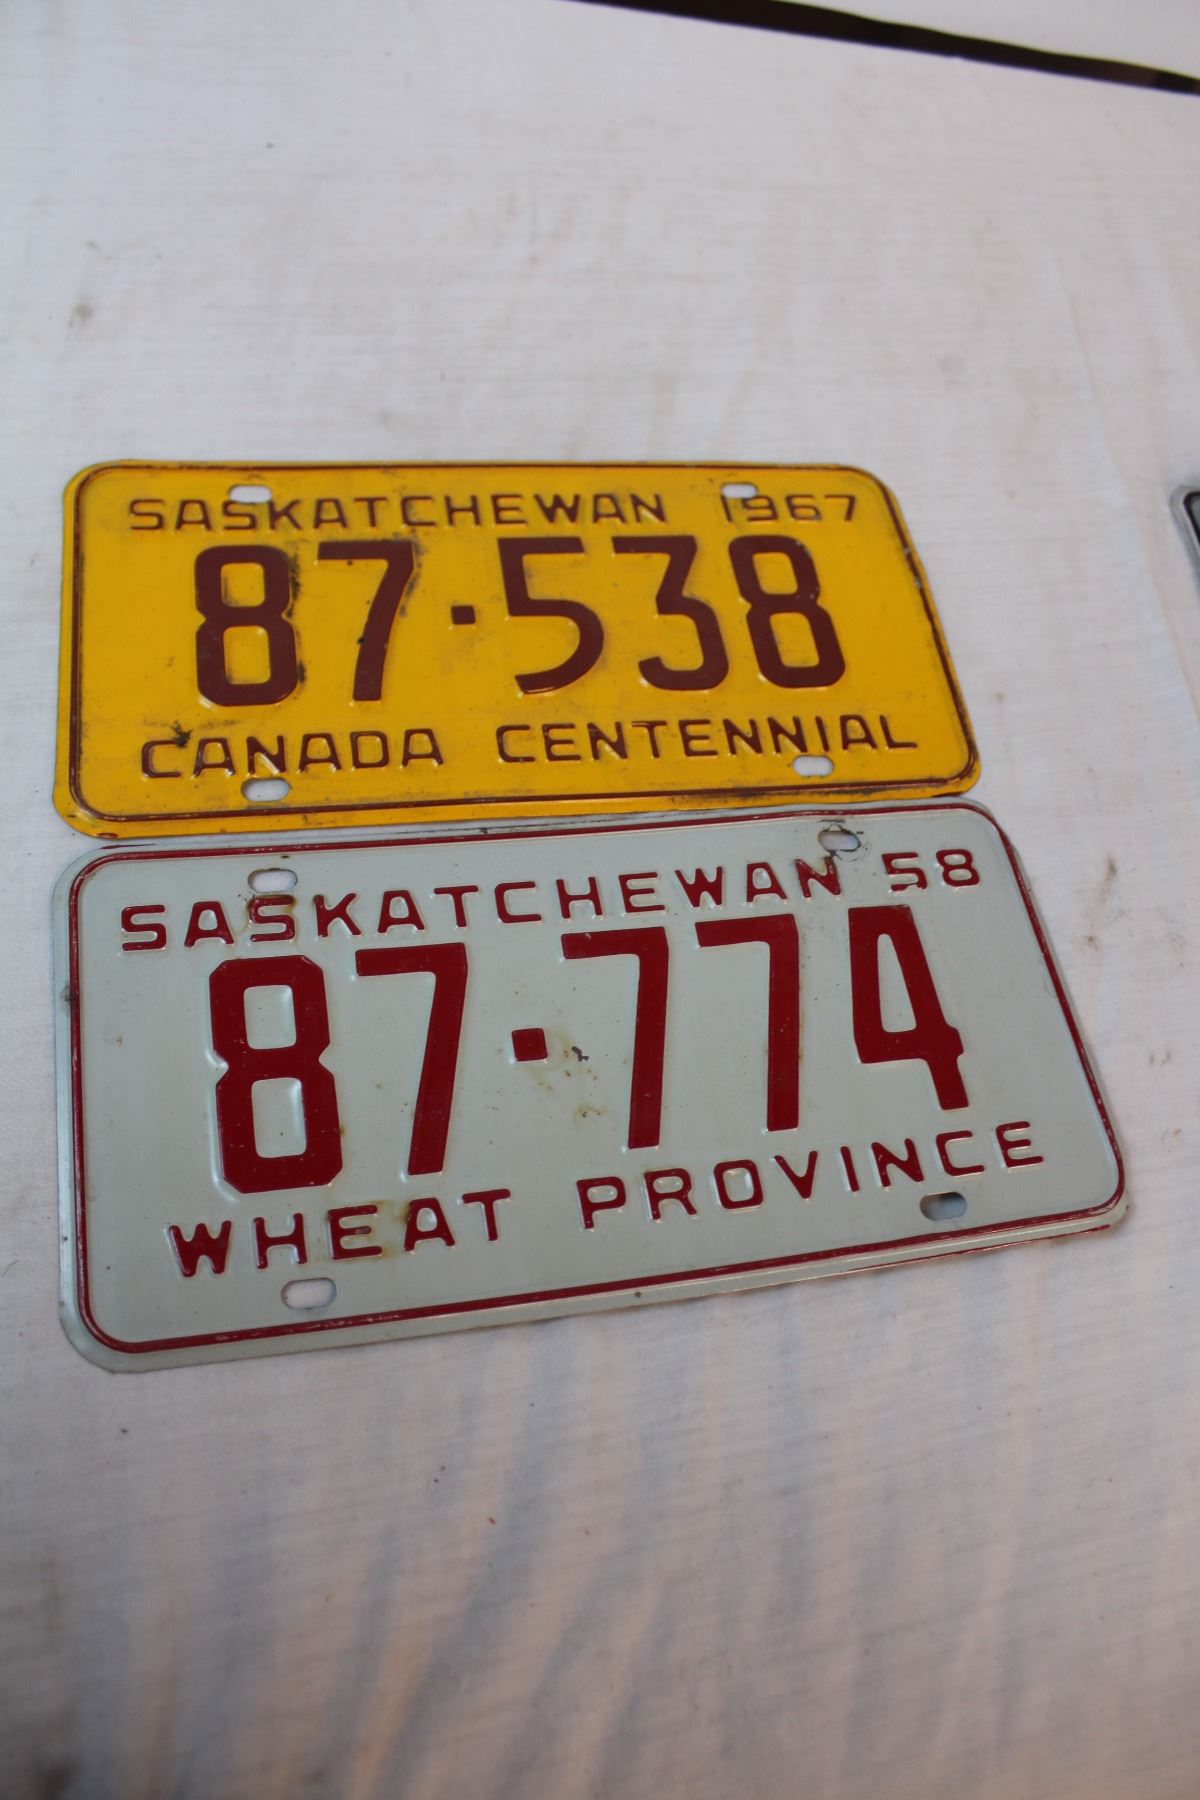 SASKATCHEWAN 1967
87·538
CANADA CENTENNIAL
SASKATCHEWAN 58
87·774
WHEAT PROVINCE